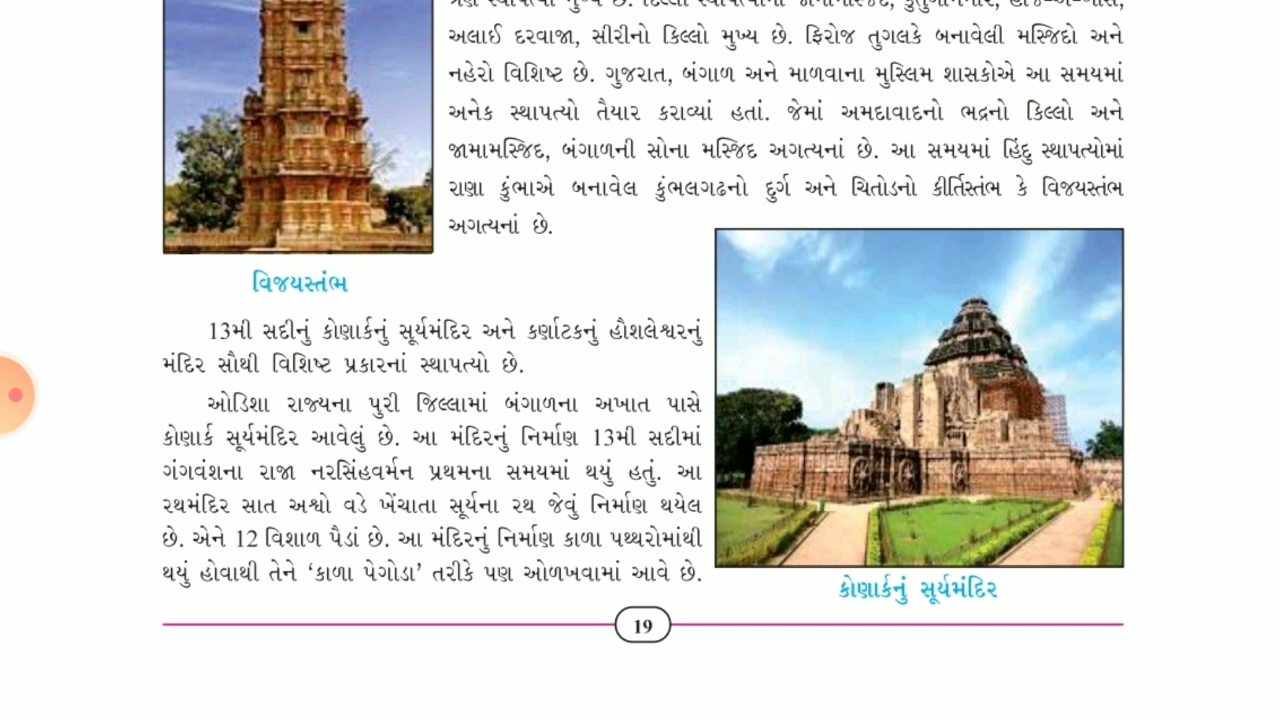 અલાઈ દરવાજા, સીરીનો કિલ્લો મુખ્ય છે. ફિરોજ તુગલકે બનાવેલી મસ્જિદો અને
નહેરો વિશિષ્ટ છે. ગુજરાત, બંગાળ અને માળવાના મુસ્લિમ શાસકોએ આ સમયમાં
અનેક સ્થાપત્યો તૈયાર કરાવ્યાં હતાં. જેમાં અમદાવાદનો ભદ્રનો કિલ્લો અને
જામામસ્જિદ, બંગાળની સોના મસ્જિદ અગત્યનાં છે. આ સમયમાં હિંદુ સ્થાપત્યોમાં
રાણા કુંભાએ બનાવેલ કુંભલગઢનો દુર્ગ અને ચિતોડનો કીર્તિસ્તંભ કે વિજયસ્તંભ
અગત્યનાં છે.
વિજયસ્તંભ
13મી સદીનું કોણાર્કનું સૂર્યમંદિર અને કર્ણાટકનું હૌશલેશ્વરનું
મંદિર સૌથી વિશિષ્ટ પ્રકારનાં સ્થાપત્યો છે.
ઓડિશા રાજ્યના પુરી જિલ્લામાં બંગાળના અખાત પાસે
કોણાર્ક સૂર્યમંદિર આવેલું છે. આ મંદિરનું નિર્માણ 13મી સદીમાં
ગંગવંશના રાજા નરસિંહવર્મન પ્રથમના સમયમાં થયું હતું. આ
રથમંદિર સાત અશ્વો વડે ખેંચાતા સૂર્યના રથ જેવું નિર્માણ થયેલ
છે. એને 12 વિશાળ પૈડાં છે. આ મંદિરનું નિર્માણ કાળા પથ્થરોમાંથી
થયું હોવાથી તેને ‘કાળા પેગોડા’ તરીકે પણ ઓળખવામાં આવે છે.
કોણાર્કનું સૂર્યમંદિર
19